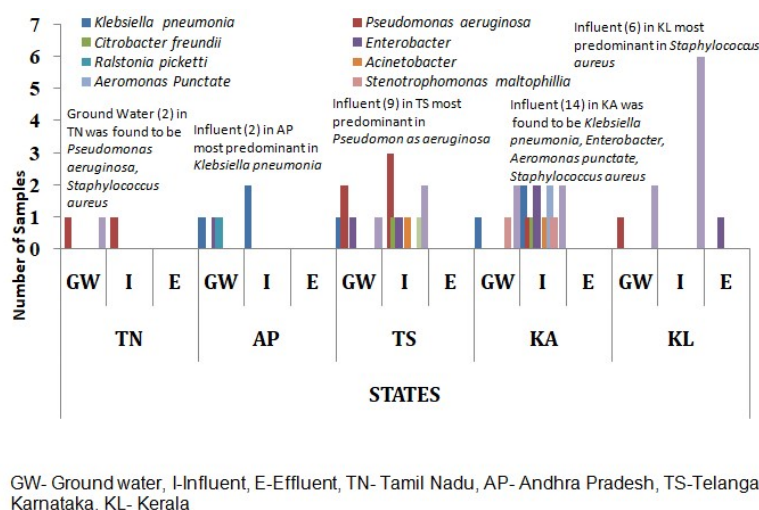 7
6
5
4
3
2
1
0
Number of Samples
Klebsiella pneumonia
Pseudomonas aeruginosa
Citrobacter freundii
Enterobacter
Ralstonia picketti
Acinetobacter
Aeromonas Punctate
Stenotrophomonas maltophillia
Ground Water (2) in
TN was found to be
Pseudomonas
aeruginosa,
Staphylococcus
aureus
Influent (2) in AP
most predominant in
Klebsiella pneumonia
Influent (9) in TS most
predominant in
Pseudomon as aeruginosa
Influent (14) in KA was
found to be Klebsiella
pneumonia, Enterobacter,
Aeromonas punctate,
Staphylococcus aureus
Influent (6) in KL most
predominant in Staphylococcus
aureus
GW I E GW I E GW I E GW I E GW I E
TN AP TS KA KL
STATES
GW- Ground water, I-Influent, E-Effluent, TN- Tamil Nadu, AP- Andhra Pradesh, TS-Telanga
Karnataka, KL- Kerala